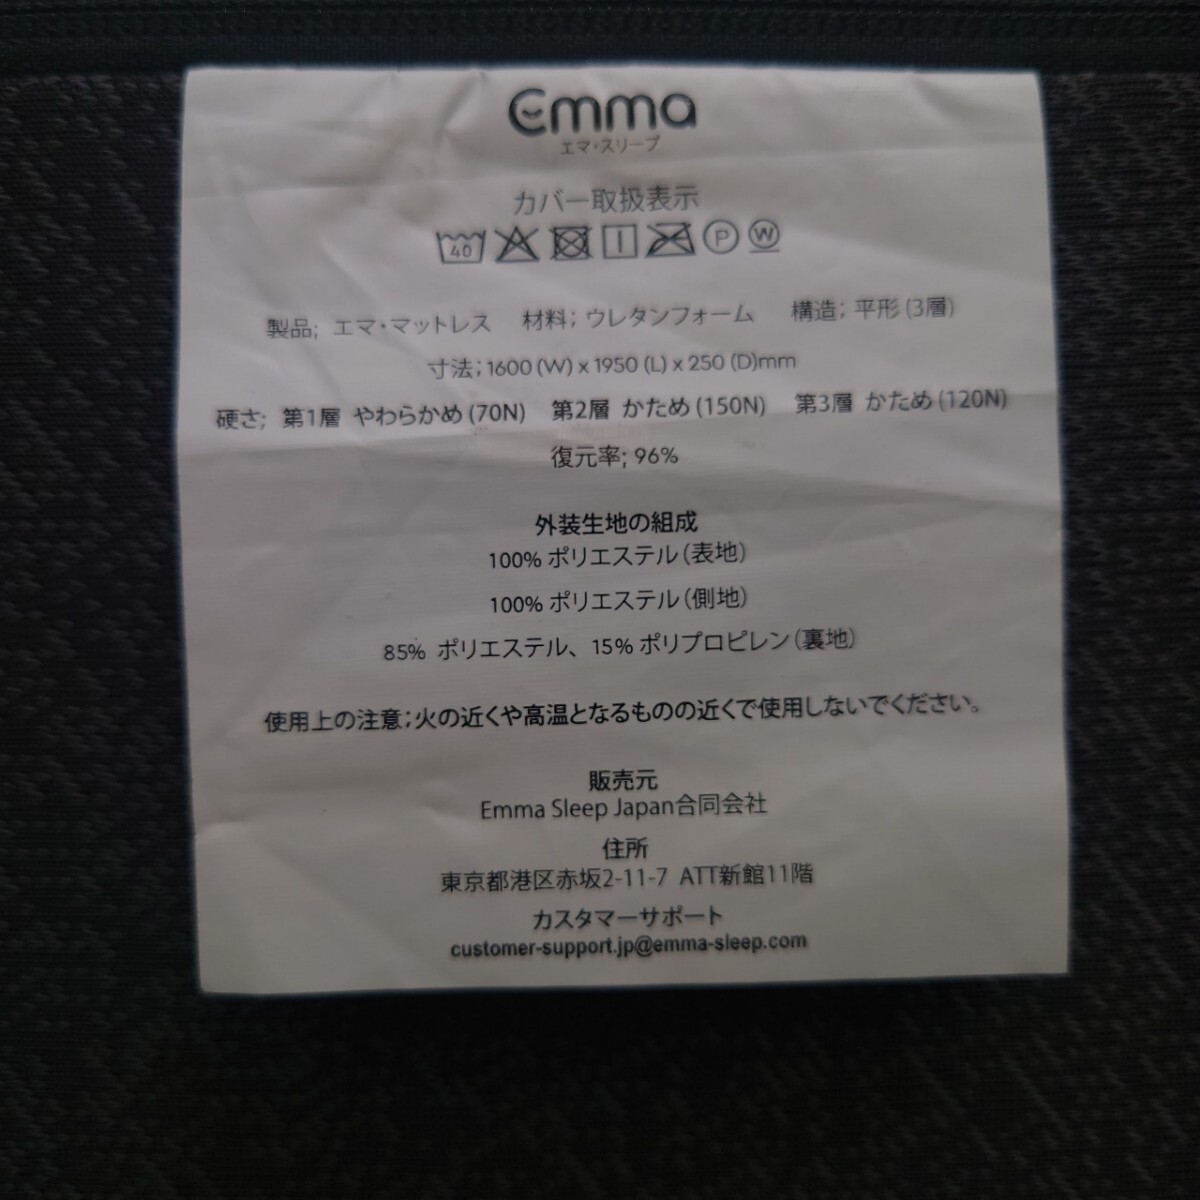 Emma
エマ・スリープ
カバー取扱表示
40 P W
製品; エマ・マットレス 材料; ウレタンフォーム 構造; 平形 (3層)
寸法; 1600 (W) x 1950 (L) x 250 (D)mm
硬さ; 第1層 やわらかめ (70N) 第2層 かため (150N) 第3層 かため (120N)
復元率; 96%
外装生地の組成
100% ポリエステル (表地)
100% ポリエステル (側地)
85% ポリエステル、15% ポリプロピレン (裏地)
使用上の注意; 火の近くや高温となるものの近くで使用しないでください。
販売元
Emma Sleep Japan合同会社
住所
東京都港区赤坂2-11-7 ATT新館11階
カスタマーサポート
customer-support.jp@emma-sleep.com